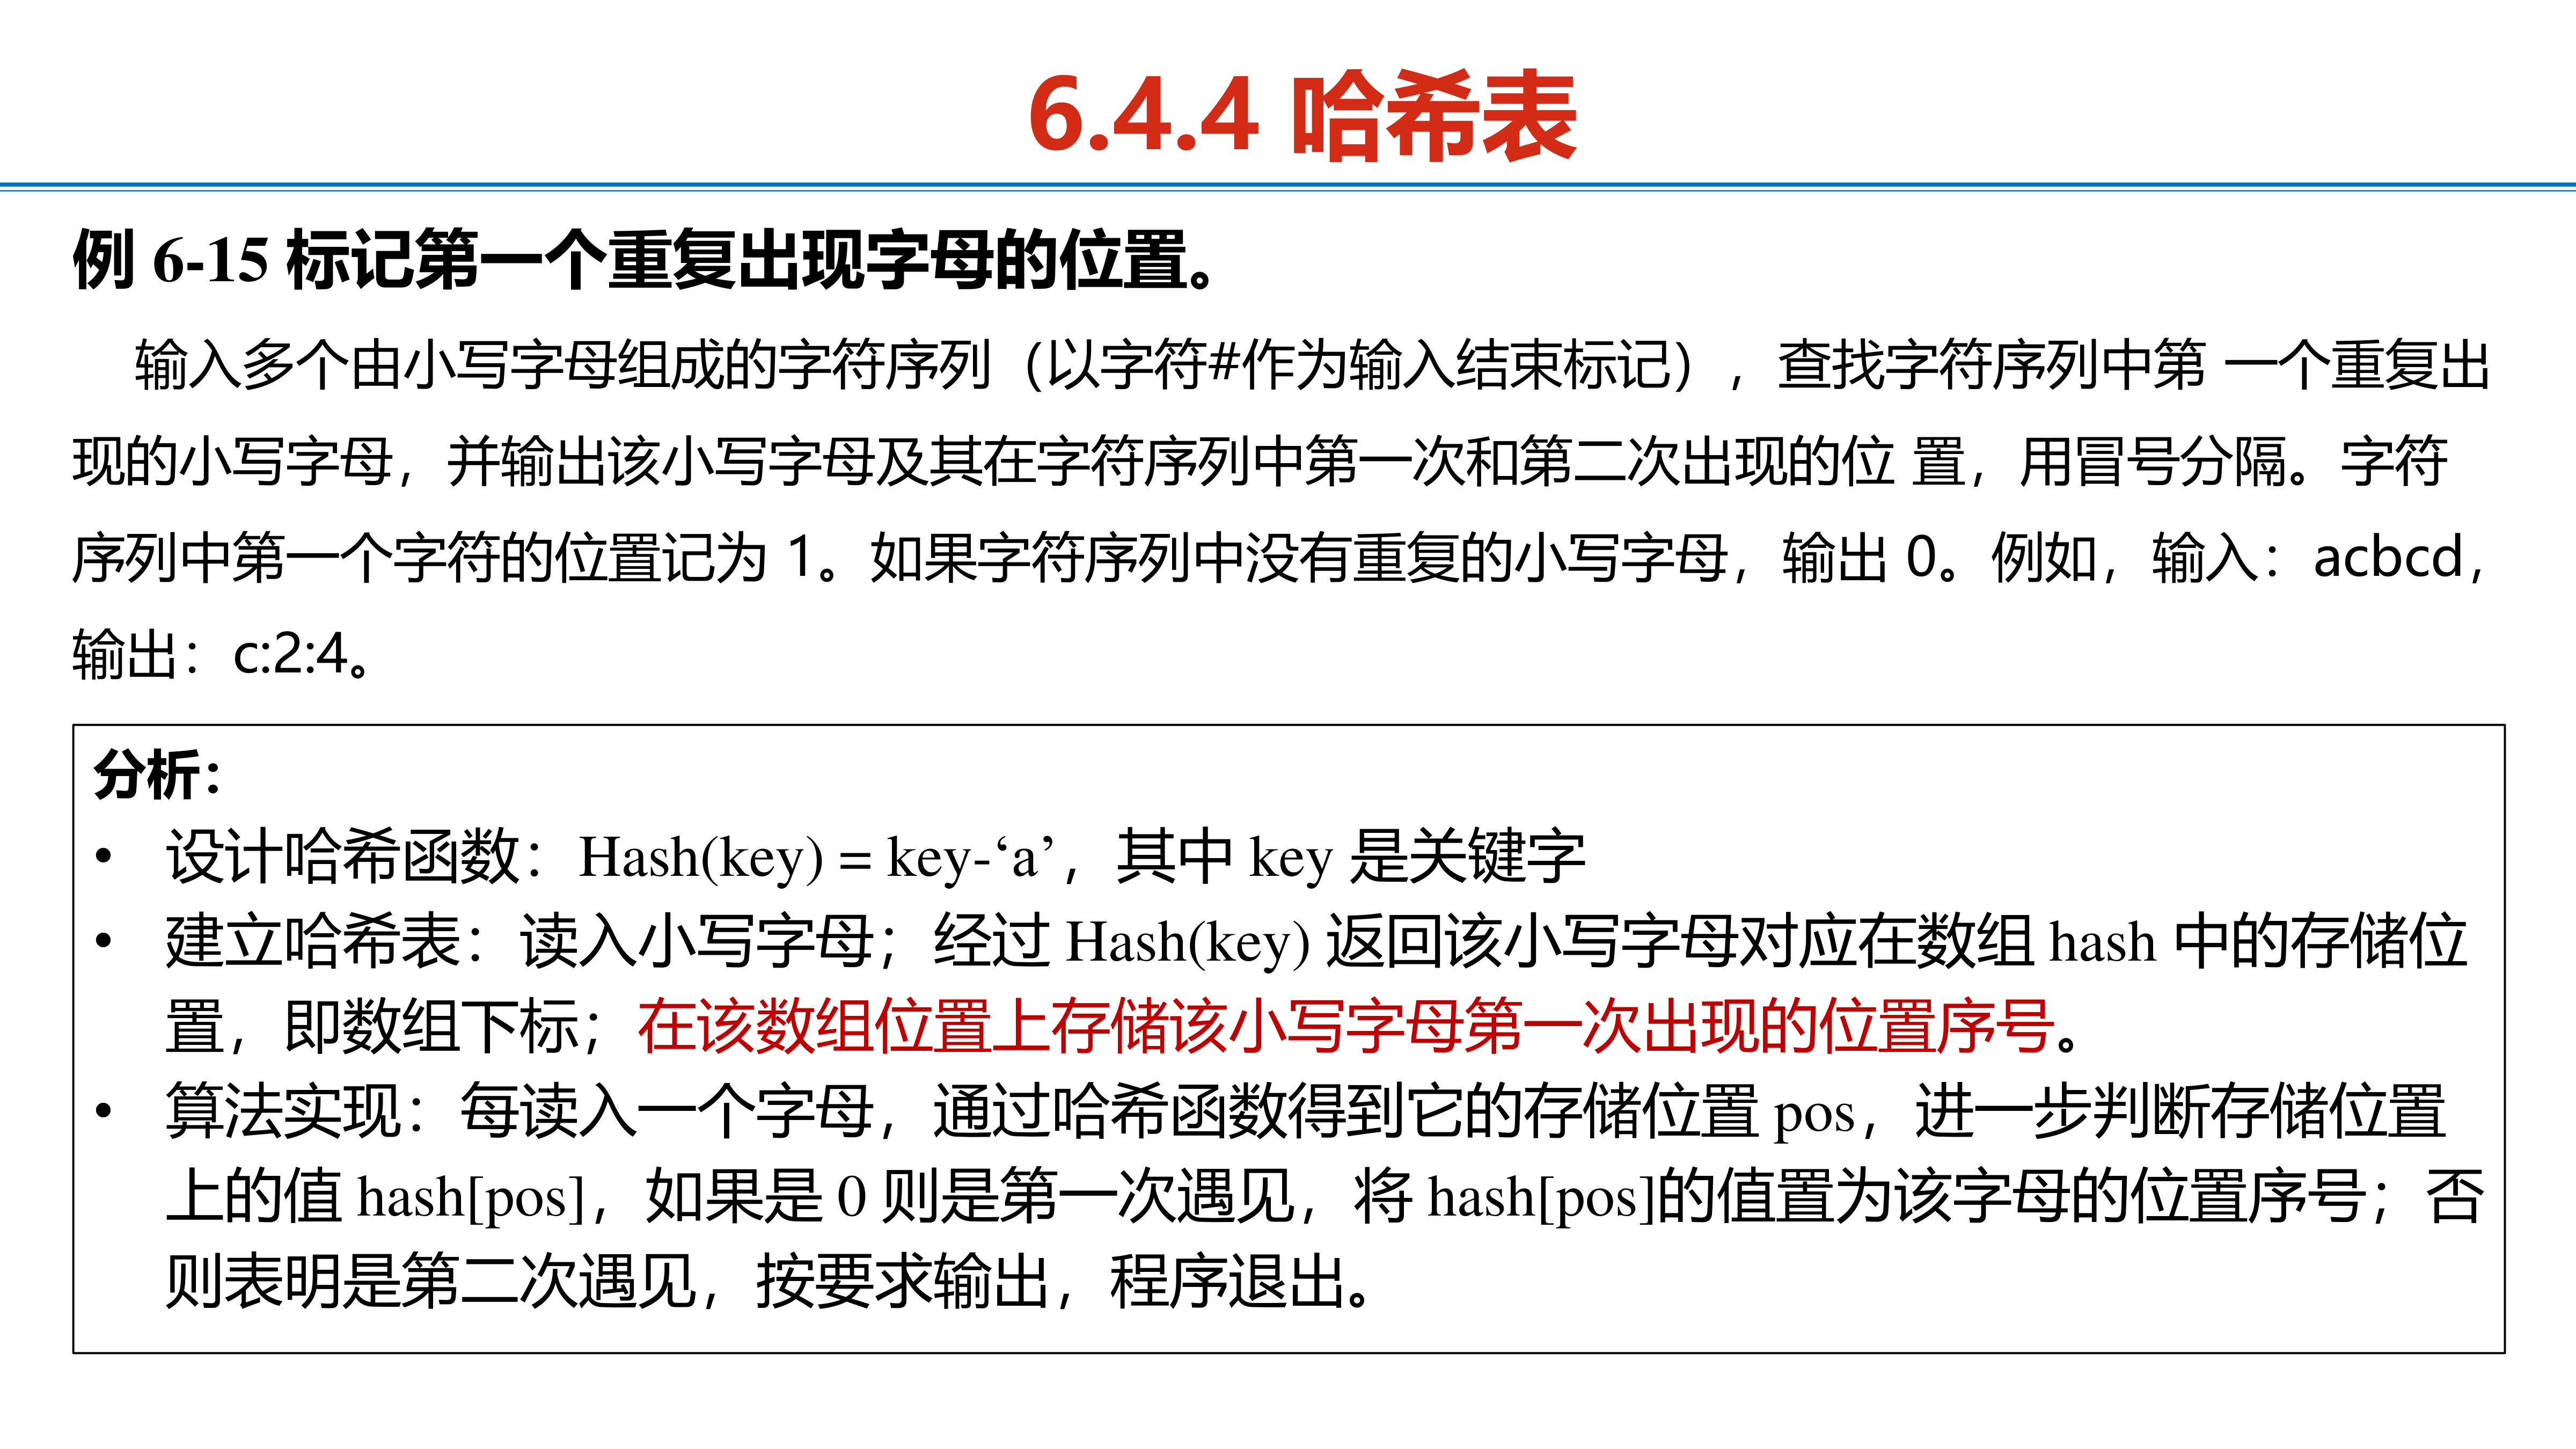 6.4.4 哈希表
例 6-15 标记第一个重复出现字母的位置。
输入多个由小写字母组成的字符序列（以字符#作为输入结束标记），查找字符序列中第 一个重复出
现的小写字母，并输出该小写字母及其在字符序列中第一次和第二次出现的位 置，用冒号分隔。字符
序列中第一个字符的位置记为 1。如果字符序列中没有重复的小写字母，输出 0。例如，输入：acbcd，
输出：c:2:4。
分析：
• 设计哈希函数：Hash(key) = key-‘a’，其中 key 是关键字
• 建立哈希表：读入小写字母；经过 Hash(key) 返回该小写字母对应在数组 hash 中的存储位
置，即数组下标；在该数组位置上存储该小写字母第一次出现的位置序号。
• 算法实现：每读入一个字母，通过哈希函数得到它的存储位置 pos，进一步判断存储位置
上的值 hash[pos]，如果是 0 则是第一次遇见，将 hash[pos]的值置为该字母的位置序号；否
则表明是第二次遇见，按要求输出，程序退出。